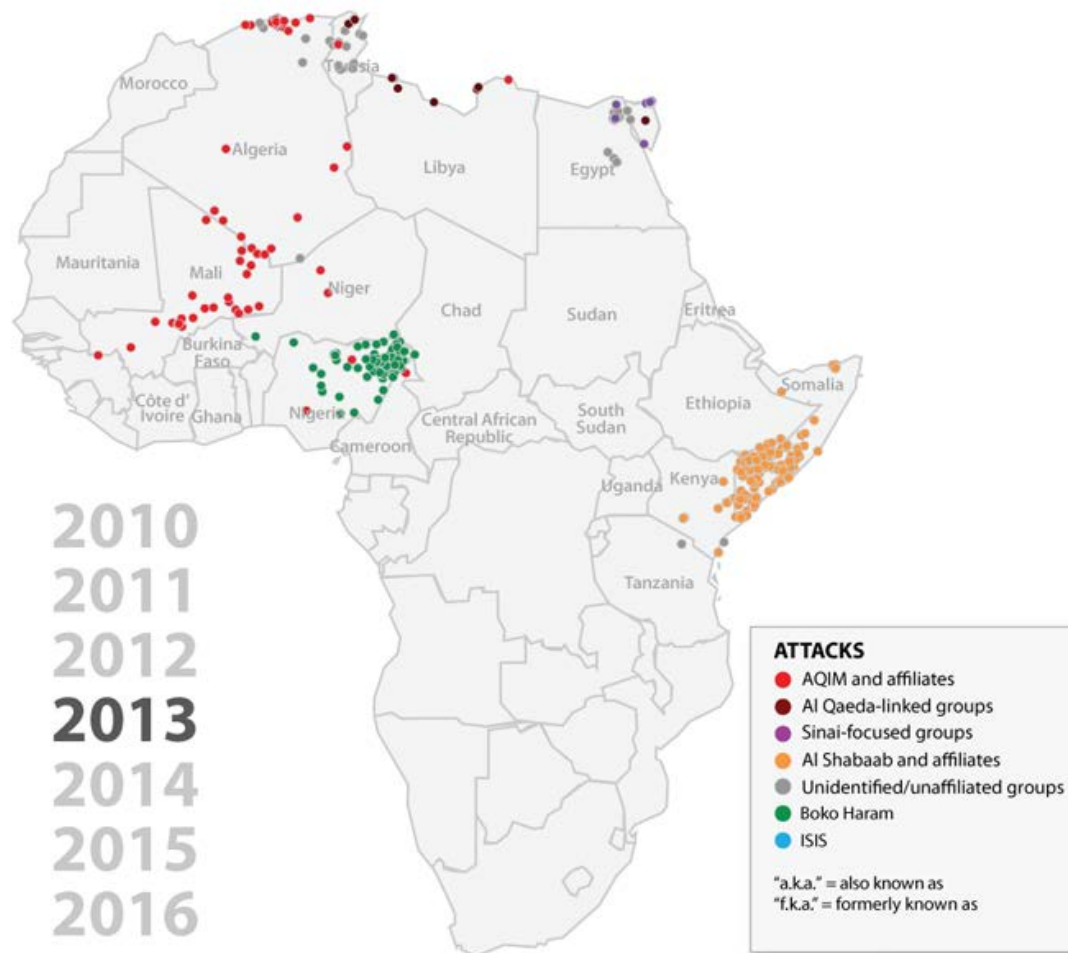 Tunisia
Morocco
Algeria
Libya
Egypt
Mauritania
Mali
Niger
Chad
Sudan
Eritrea
Burkina
Faso
Côte d'
Ivoire
Ghana
Nigeria
Cameroon
Central African
Republic
South
Sudan
Ethiopia
Somalia
Uganda
Kenya
Tanzania
2010
2011
2012
2013
2014
2015
2016
ATTACKS
AQIM and affiliates
Al Qaeda-linked groups
Sinai-focused groups
Al Shabaab and affiliates
Unidentified/unaffiliated groups
Boko Haram
ISIS
"a.k.a." = also known as
"f.k.a." = formerly known as